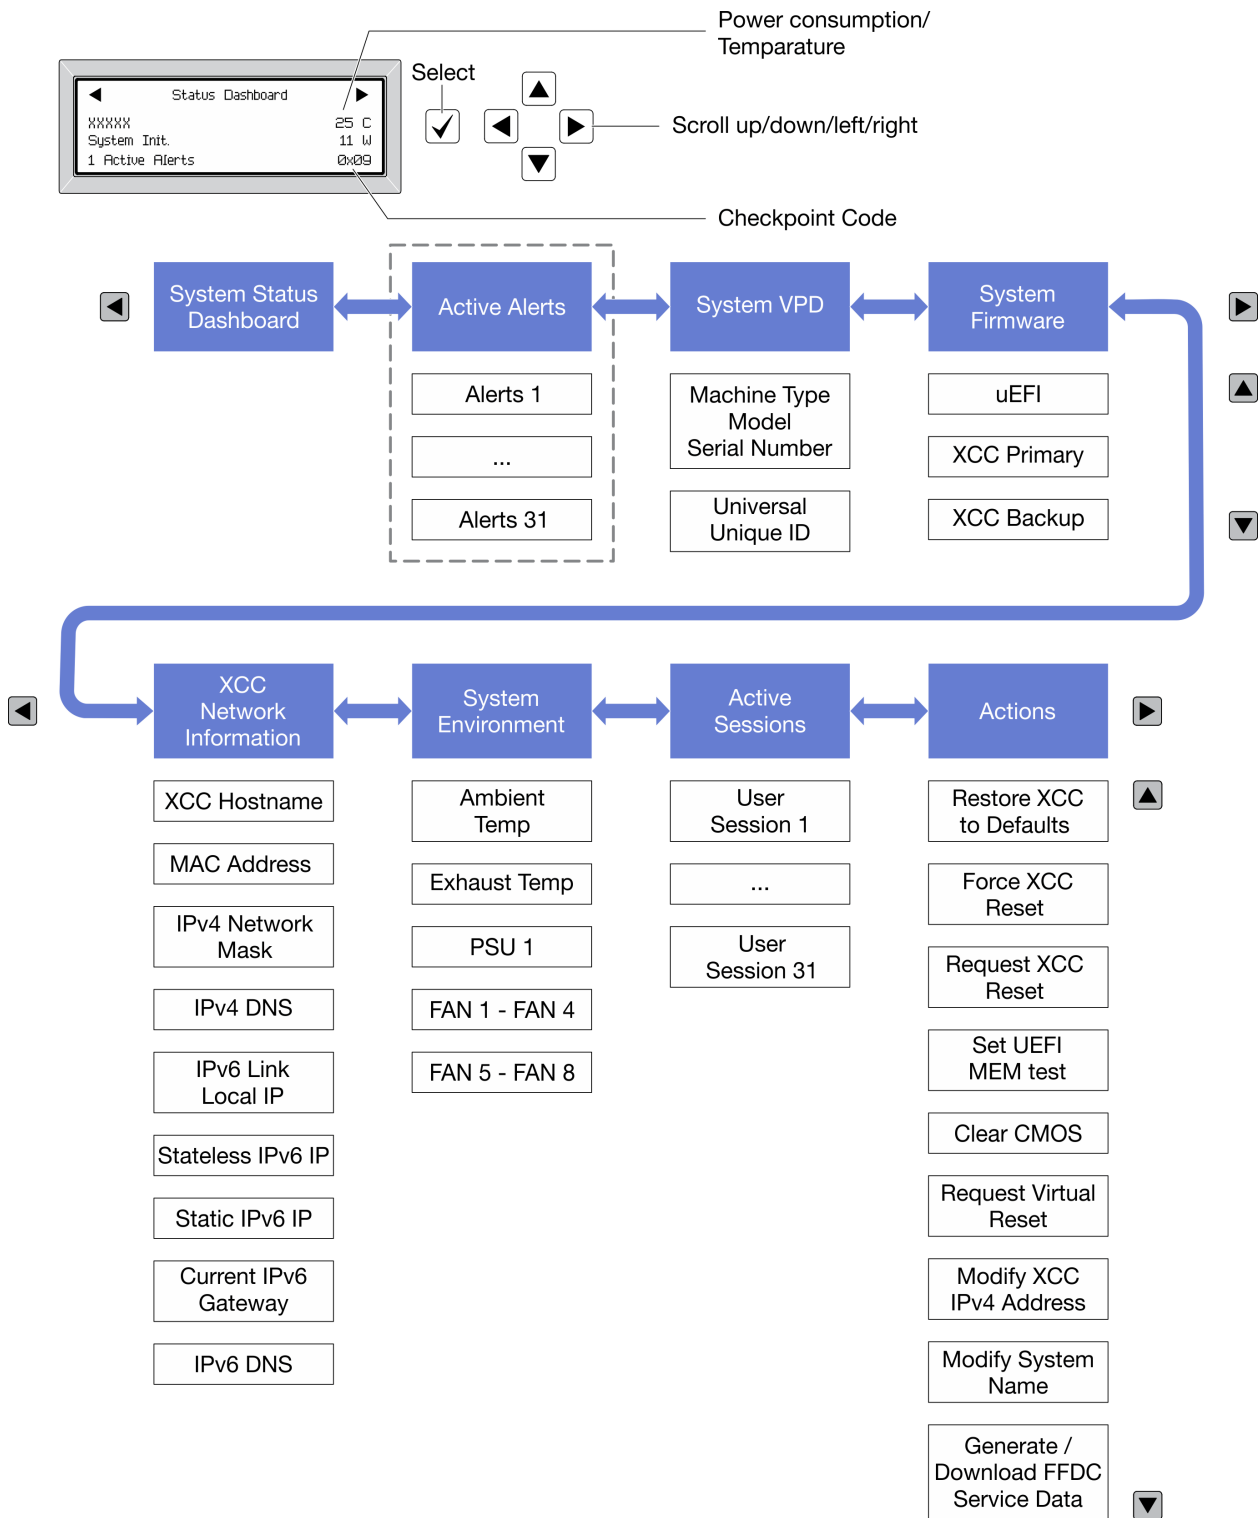 Power consumption/
Temparature
Select
Status Dashboard
XXXXX 25 C
System Init. 11 W
1 Active Alerts 0x09
Scroll up/down/left/right
Checkpoint Code
System Status
Dashboard
Active Alerts
System VPD
System
Firmware
Alerts 1
...
Alerts 31
Machine Type
Model
Serial Number
Universal
Unique ID
uEFI
XCC Primary
XCC Backup
XCC
Network
Information
System
Environment
Active
Sessions
Actions
XCC Hostname
MAC Address
IPv4 Network
Mask
IPv4 DNS
IPv6 Link
Local IP
Stateless IPv6 IP
Static IPv6 IP
Current IPv6
Gateway
IPv6 DNS
Ambient
Temp
Exhaust Temp
PSU 1
FAN 1 - FAN 4
FAN 5 - FAN 8
User
Session 1
...
User
Session 31
Restore XCC
to Defaults
Force XCC
Reset
Request XCC
Reset
Set UEFI
MEM test
Clear CMOS
Request Virtual
Reset
Modify XCC
IPv4 Address
Modify System
Name
Generate /
Download FFDC
Service Data